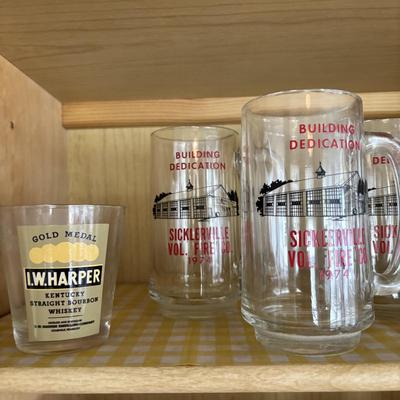 GOLD MEDAL
I.W. HARPER
KENTUCKY
STRAIGHT BOURBON
WHISKEY
BUILDING
DEDICATION
SICKLERVILLE
VOL. FIRE CO
1974
BUILDING
DEDICATION
SICKLERVILLE
VOL. FIRE CO
1974